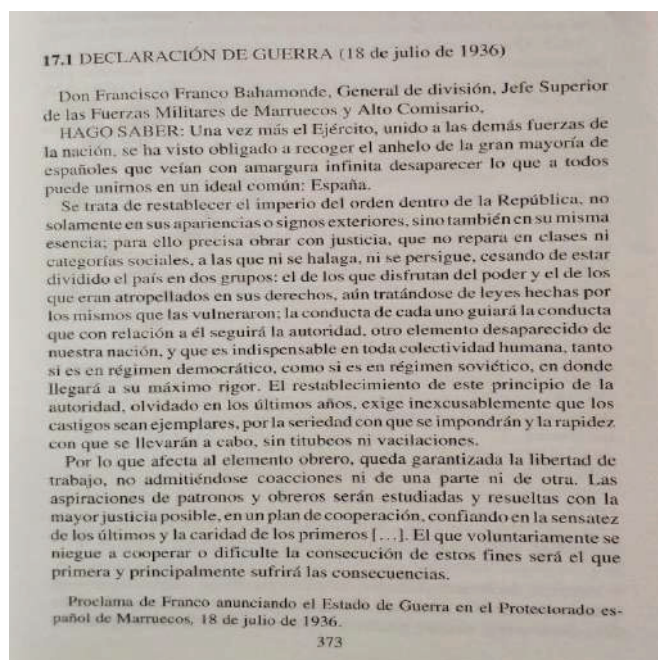 17.1 DECLARACIÓN DE GUERRA (18 de julio de 1936)
Don Francisco Franco Bahamonde, General de división, Jefe Superior
de las Fuerzas Militares de Marruecos y Alto Comisario,
HAGO SABER: Una vez más el Ejército, unido a las demás fuerzas de
la nación, se ha visto obligado a recoger el anhelo de la gran mayoría de
españoles que veían con amargura infinita desaparecer lo que a todos
puede unirnos en un ideal común: España.
Se trata de restablecer el imperio del orden dentro de la República, no
solamente en sus apariencias o signos exteriores, sino también en su misma
esencia; para ello precisa obrar con justicia, que no repara en clases ni
categorías sociales, a las que ni se halaga, ni se persigue, cesando de estar
dividido el país en dos grupos: el de los que disfrutan del poder y el de los
que eran atropellados en sus derechos, aún tratándose de leyes hechas por
los mismos que las vulneraron; la conducta de cada uno guiará la conducta
que con relación a él seguirá la autoridad, otro elemento desaparecido de
nuestra nación, y que es indispensable en toda colectividad humana, tanto
si es en régimen democrático, como si es en régimen soviético, en donde
llegará a su máximo rigor. El restablecimiento de este principio de la
autoridad, olvidado en los últimos años, exige inexcusablemente que los
castigos sean ejemplares, por la seriedad con que se impondrán y la rapidez
con que se llevarán a cabo, sin titubeos ni vacilaciones.
Por lo que afecta al elemento obrero, queda garantizada la libertad de
trabajo, no admitiéndose coacciones ni de una parte ni de otra. Las
aspiraciones de patronos y obreros serán estudiadas y resueltas con la
mayor justicia posible, en un plan de cooperación, confiando en la sensatez
de los últimos y la caridad de los primeros [...]. El que voluntariamente se
niegue a cooperar o dificulte la consecución de estos fines será el que
primera y principalmente sufrirá las consecuencias.
Proclama de Franco anunciando el Estado de Guerra en el Protectorado es-
pañol de Marruecos, 18 de julio de 1936.
373